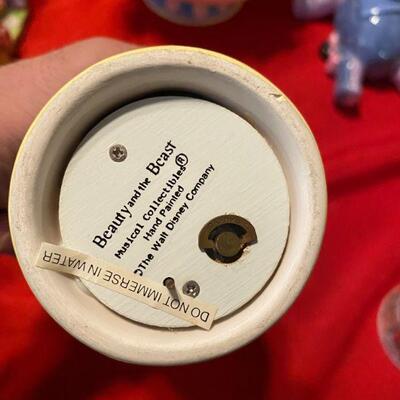 Beauty and the Beast
Musical Collectibles®
Hand Painted
©The Walt Disney Company
DO NOT IMMERSE IN WATER